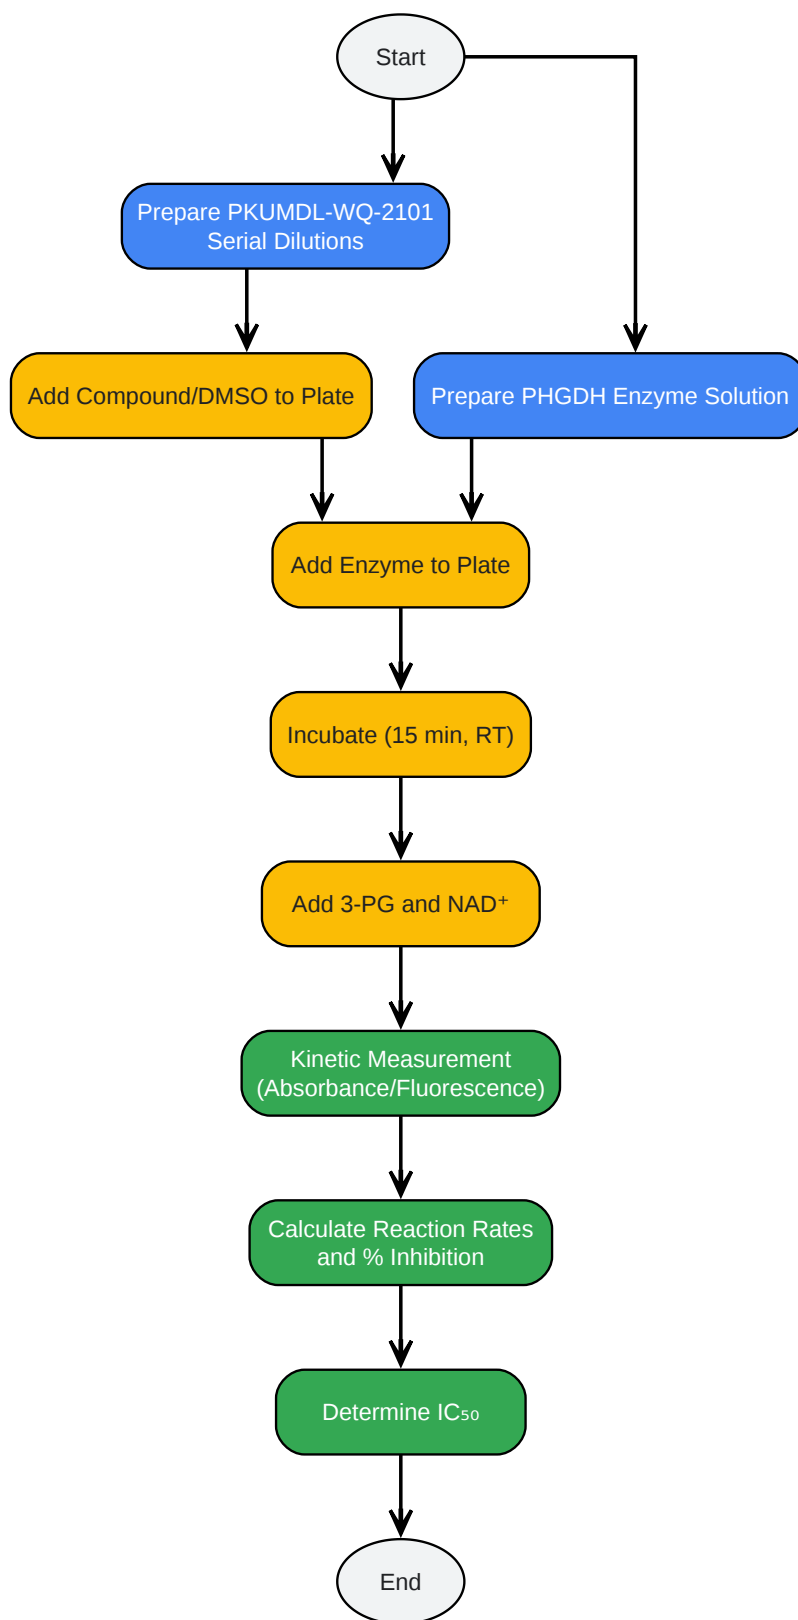 Start
Prepare PKUMDL-WQ-2101
Serial Dilutions
Add Compound/DMSO to Plate
Prepare PHGDH Enzyme Solution
Add Enzyme to Plate
Incubate (15 min, RT)
Add 3-PG and NAD⁺
Kinetic Measurement
(Absorbance/Fluorescence)
Calculate Reaction Rates
and % Inhibition
Determine IC₅₀
End